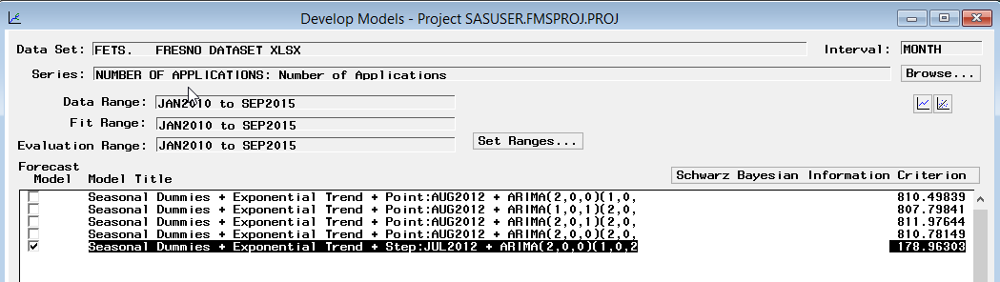 Develop Models - Project SASUSER.FMSPROJ.PROJ
Data Set: FETS. FRESNO DATASET XLSX Interval: MONTH
Series: NUMBER OF APPLICATIONS: Number of Applications Browse...
Data Range: JAN2010 to SEP2015
Fit Range: JAN2010 to SEP2015
Evaluation Range: JAN2010 to SEP2015 Set Ranges...
Forecast
Model Model Title Schwarz Bayesian Information Criterion
Seasonal Dummies + Exponential Trend + Point:AUG2012 + ARIMA(2,0,0)(1,0, 810.49839
Seasonal Dummies + Exponential Trend + Point:AUG2012 + ARIMA(1,0,1)(2,0, 807.79841
Seasonal Dummies + Exponential Trend + Point:AUG2012 + ARIMA(2,0,1)(2,0, 811.97644
Seasonal Dummies + Exponential Trend + Point:AUG2012 + ARIMA(2,0,0)(2,0, 810.78149
Seasonal Dummies + Exponential Trend + Step:JUL2012 + ARIMA(2,0,0)(1,0,2 178.96303